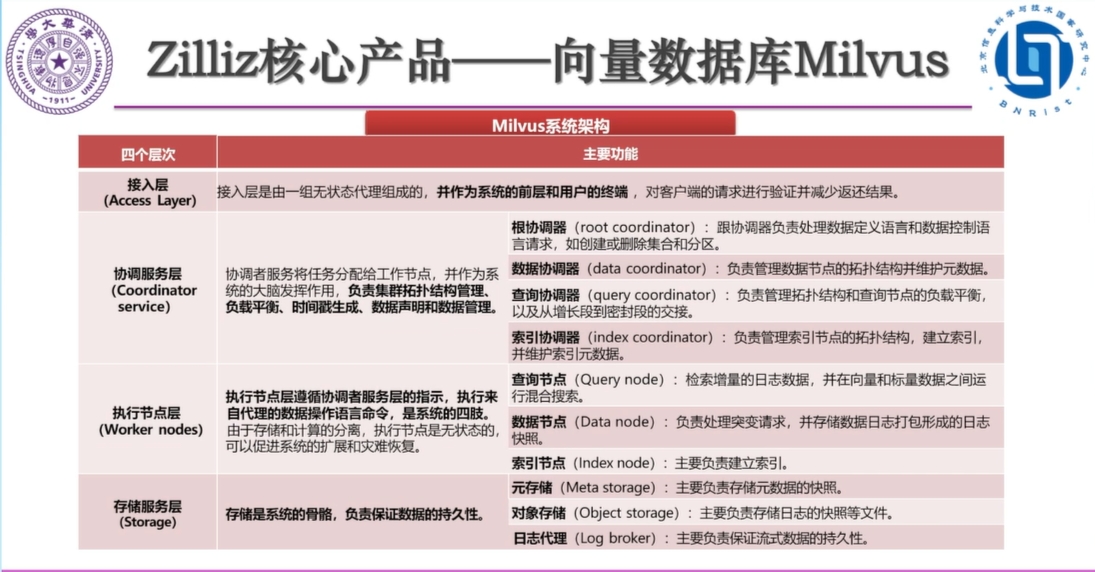 Zilliz核心产品——向量数据库Milvus
TSINGHUA UNIVERSITY
-1911-
北京信息科学与技术国家研究中心
BNRist
Milvus系统架构
四个层次
主要功能
接入层
(Access Layer)
接入层是由一组无状态代理组成的，并作为系统的前层和用户的终端 ，对客户端的请求进行验证并减少返还结果。
协调服务层
（Coordinator
service）
协调者服务将任务分配给工作节点，并作为系
统的大脑发挥作用，负责集群拓扑结构管理、
负载平衡、时间戳生成、数据声明和数据管理。
根协调器（root coordinator）：跟协调器负责处理数据定义语言和数据控制语
言请求，如创建或删除集合和分区。
数据协调器（data coordinator）：负责管理数据节点的拓扑结构并维护元数据。
查询协调器（query coordinator）：负责管理拓扑结构和查询节点的负载平衡，
以及从增长段到密封段的交接。
索引协调器（index coordinator）：负责管理索引节点的拓扑结构，建立索引，
并维护索引元数据。
执行节点层
(Worker nodes)
执行节点层遵循协调者服务层的指示，执行来
自代理的数据操作语言命令，是系统的四肢。
由于存储和计算的分离，执行节点是无状态的，
可以促进系统的扩展和灾难恢复。
查询节点（Query node）：检索增量的日志数据，并在向量和标量数据之间运
行混合搜索。
数据节点（Data node）：负责处理突变请求，并存储数据日志打包形成的日志
快照。
索引节点（Index node）：主要负责建立索引。
存储服务层
(Storage)
存储是系统的骨骼，负责保证数据的持久性。
元存储（Meta storage）：主要负责存储元数据的快照。
对象存储（Object storage）：主要负责存储日志的快照等文件。
日志代理（Log broker）：主要负责保证流式数据的持久性。